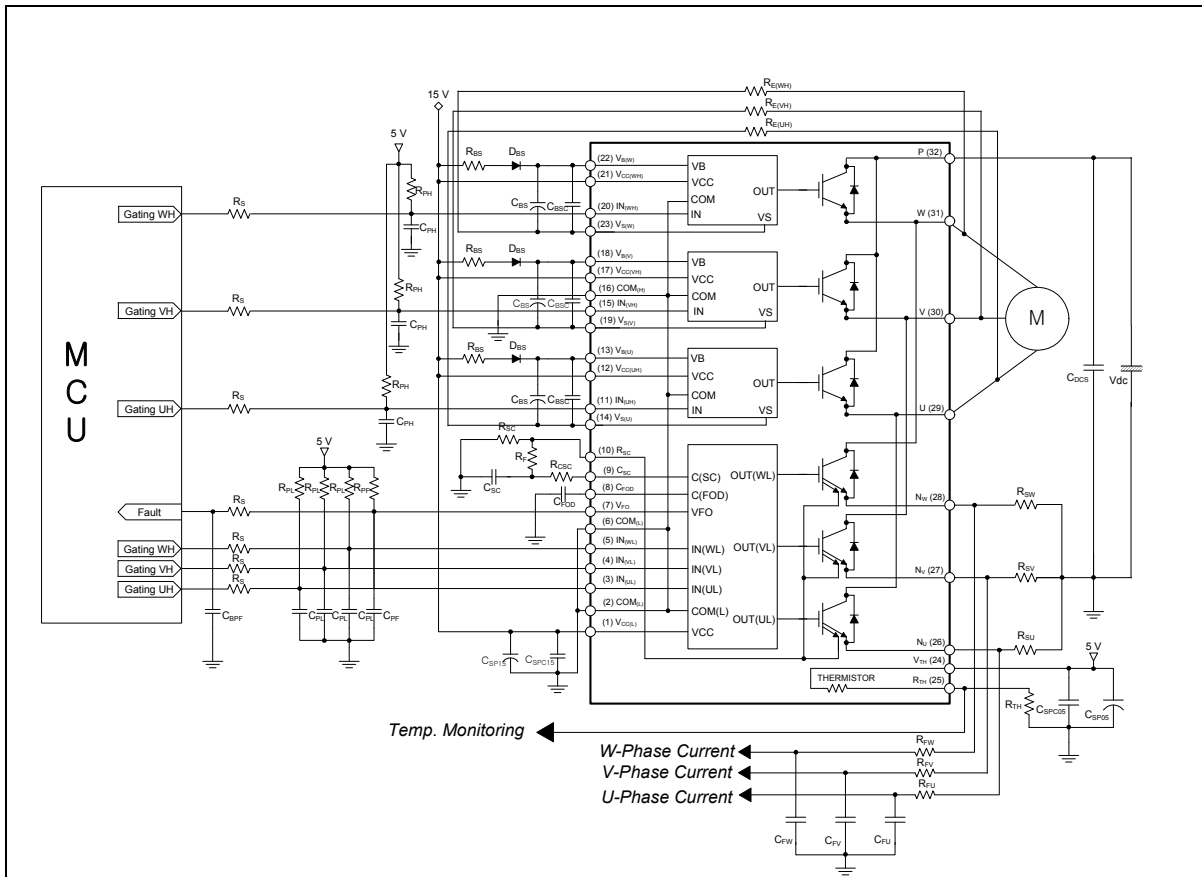 R_E(WH)
R_E(VH)
R_E(UH)
15 V
5 V
MCU
Gating WH
Gating VH
Gating UH
Fault
Gating WH
Gating VH
Gating UH
R_S
R_S
R_S
R_S
R_S
R_S
R_S
R_PH
C_PH
R_PH
C_PH
R_PH
C_PH
5 V
R_PL
R_PL
R_PL
R_PF
C_BPF
C_PL
C_PL
C_PL
C_PF
R_BS
D_BS
C_BS
C_BSC
R_BS
D_BS
C_BS
C_BSC
R_BS
D_BS
C_BS
C_BSC
R_SC
R_F
C_SC
R_CSC
C_FOD
C_SP15
C_SPC15
(22) V_B(W)
(21) V_CC(WH)
(20) IN_(WH)
(23) V_S(W)
(18) V_B(V)
(17) V_CC(VH)
(16) COM_(H)
(15) IN_(VH)
(19) V_S(V)
(13) V_B(U)
(12) V_CC(UH)
(11) IN_(UH)
(14) V_S(U)
(10) R_SC
(9) C_SC
(8) C_FOD
(7) V_FO
(6) COM_(L)
(5) IN_(WL)
(4) IN_(VL)
(3) IN_(UL)
(2) COM_(L)
(1) V_CC(L)
VB
VCC
COM
IN
OUT
VS
VB
VCC
COM
IN
OUT
VS
VB
VCC
COM
IN
OUT
VS
C(SC)
C(FOD)
VFO
IN(WL)
IN(VL)
IN(UL)
COM(L)
VCC
OUT(WL)
OUT(VL)
OUT(UL)
P (32)
W (31)
V (30)
U (29)
N_W (28)
N_V (27)
N_U (26)
V_TH (24)
R_TH (25)
THERMISTOR
M
C_DCS
Vdc
R_SW
R_SV
R_SU
5 V
R_TH
C_SPC05
C_SP05
Temp. Monitoring
W-Phase Current
V-Phase Current
U-Phase Current
R_FW
R_FV
R_FU
C_FW
C_FV
C_FU